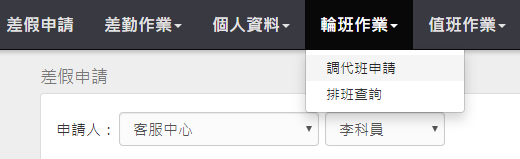 差假申請 差勤作業 個人資料 輪班作業 值班作業
調代班申請
差假申請
排班查詢
申請人： 客服中心 李科員